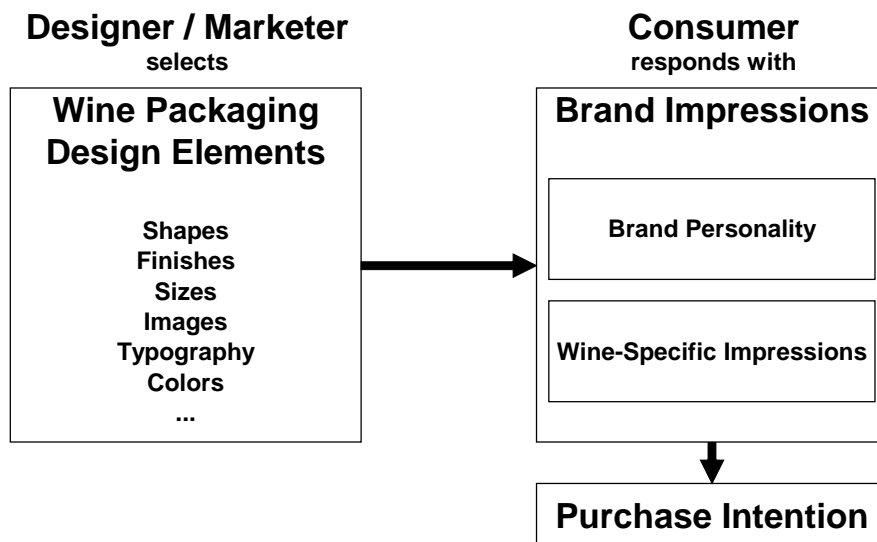 Designer / Marketer
selects
Wine Packaging
Design Elements
Shapes
Finishes
Sizes
Images
Typography
Colors
...
Consumer
responds with
Brand Impressions
Brand Personality
Wine-Specific Impressions
Purchase Intention